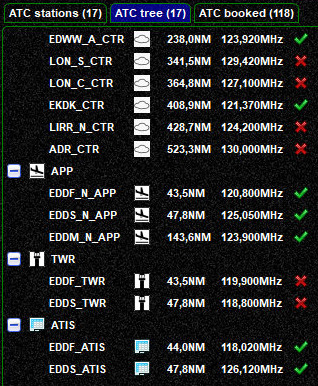 ATC stations (17) ATC tree (17) ATC booked (118)
EDWW_A_CTR 238,0NM 123,920MHz
LON_S_CTR 341,5NM 129,420MHz
LON_C_CTR 364,8NM 127,100MHz
EKDK_CTR 408,9NM 121,370MHz
LIRR_N_CTR 428,7NM 124,200MHz
ADR_CTR 523,3NM 130,000MHz
APP
EDDF_N_APP 43,5NM 120,800MHz
EDDS_N_APP 47,8NM 125,050MHz
EDDM_N_APP 143,6NM 123,900MHz
TWR
EDDF_TWR 43,5NM 119,900MHz
EDDS_TWR 47,8NM 118,800MHz
ATIS
EDDF_ATIS 44,0NM 118,020MHz
EDDS_ATIS 47,8NM 126,120MHz